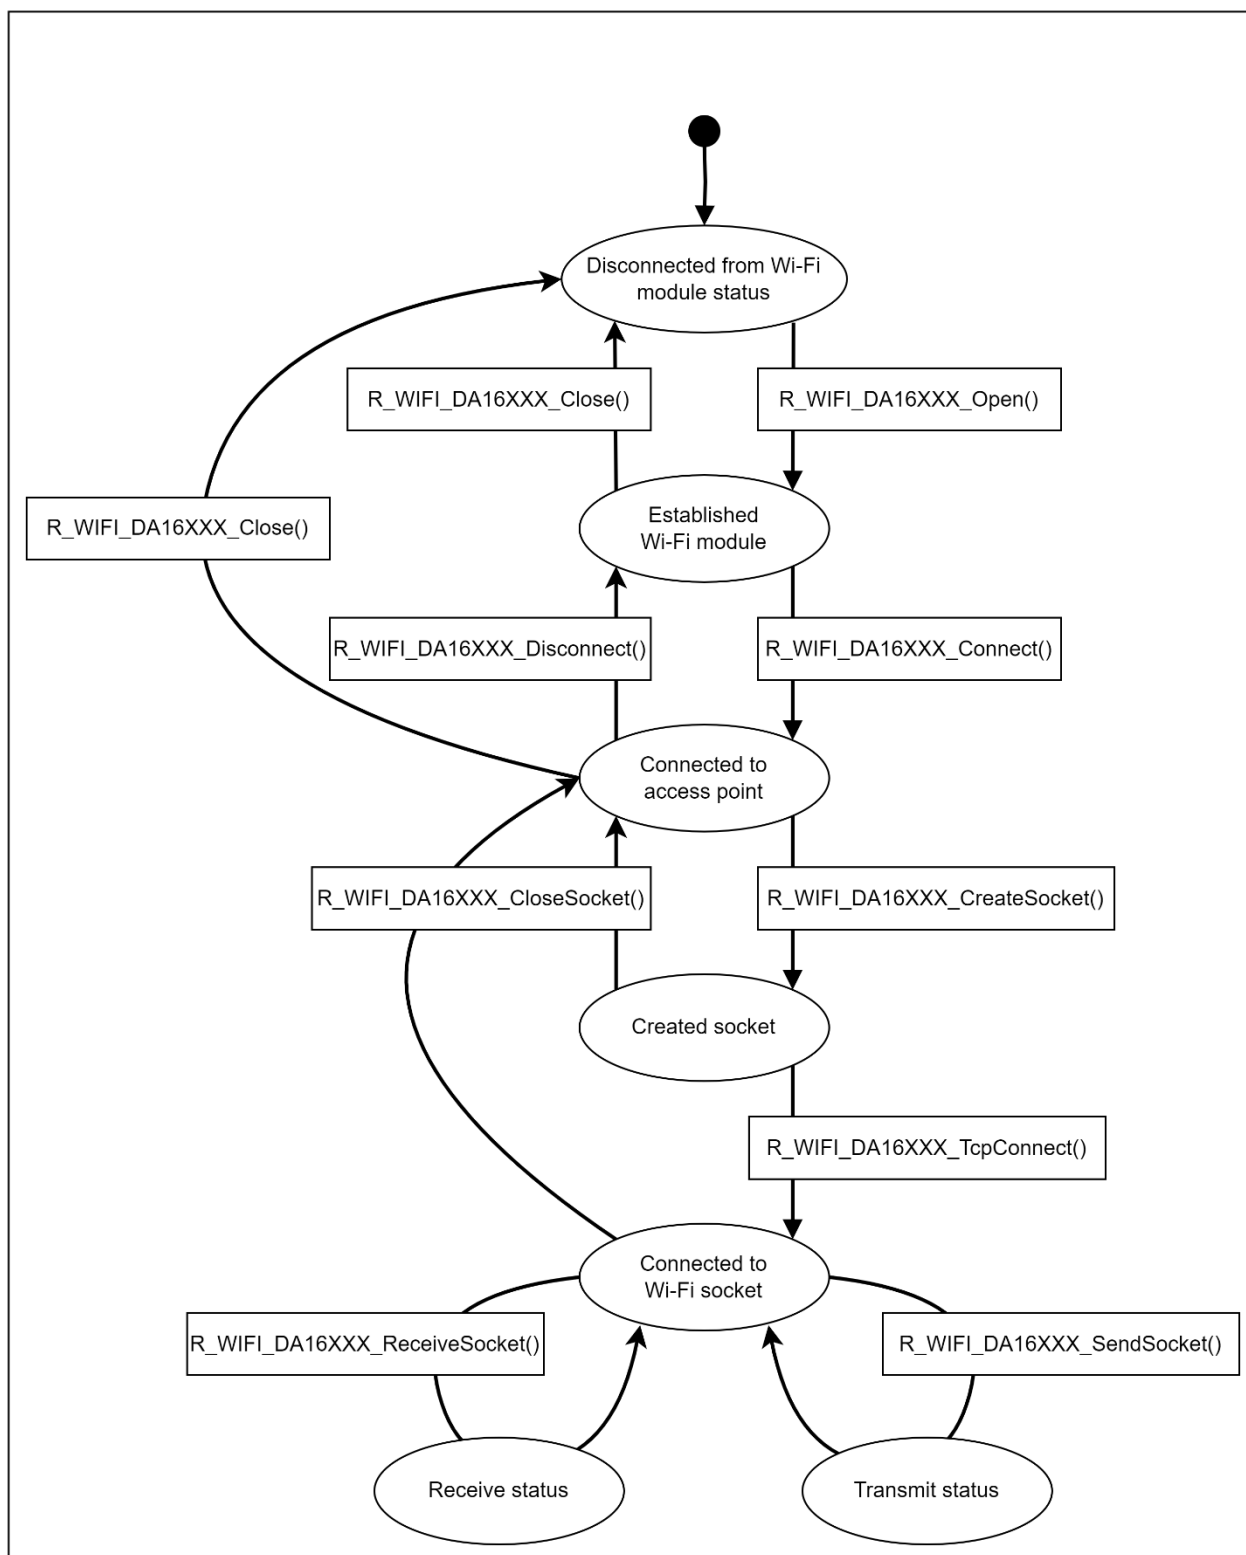 Disconnected from Wi-Fi
module status
R_WIFI_DA16XXX_Close()
R_WIFI_DA16XXX_Open()
R_WIFI_DA16XXX_Close()
Established
Wi-Fi module
R_WIFI_DA16XXX_Disconnect()
R_WIFI_DA16XXX_Connect()
Connected to
access point
R_WIFI_DA16XXX_CloseSocket()
R_WIFI_DA16XXX_CreateSocket()
Created socket
R_WIFI_DA16XXX_TcpConnect()
Connected to
Wi-Fi socket
R_WIFI_DA16XXX_ReceiveSocket()
R_WIFI_DA16XXX_SendSocket()
Receive status
Transmit status